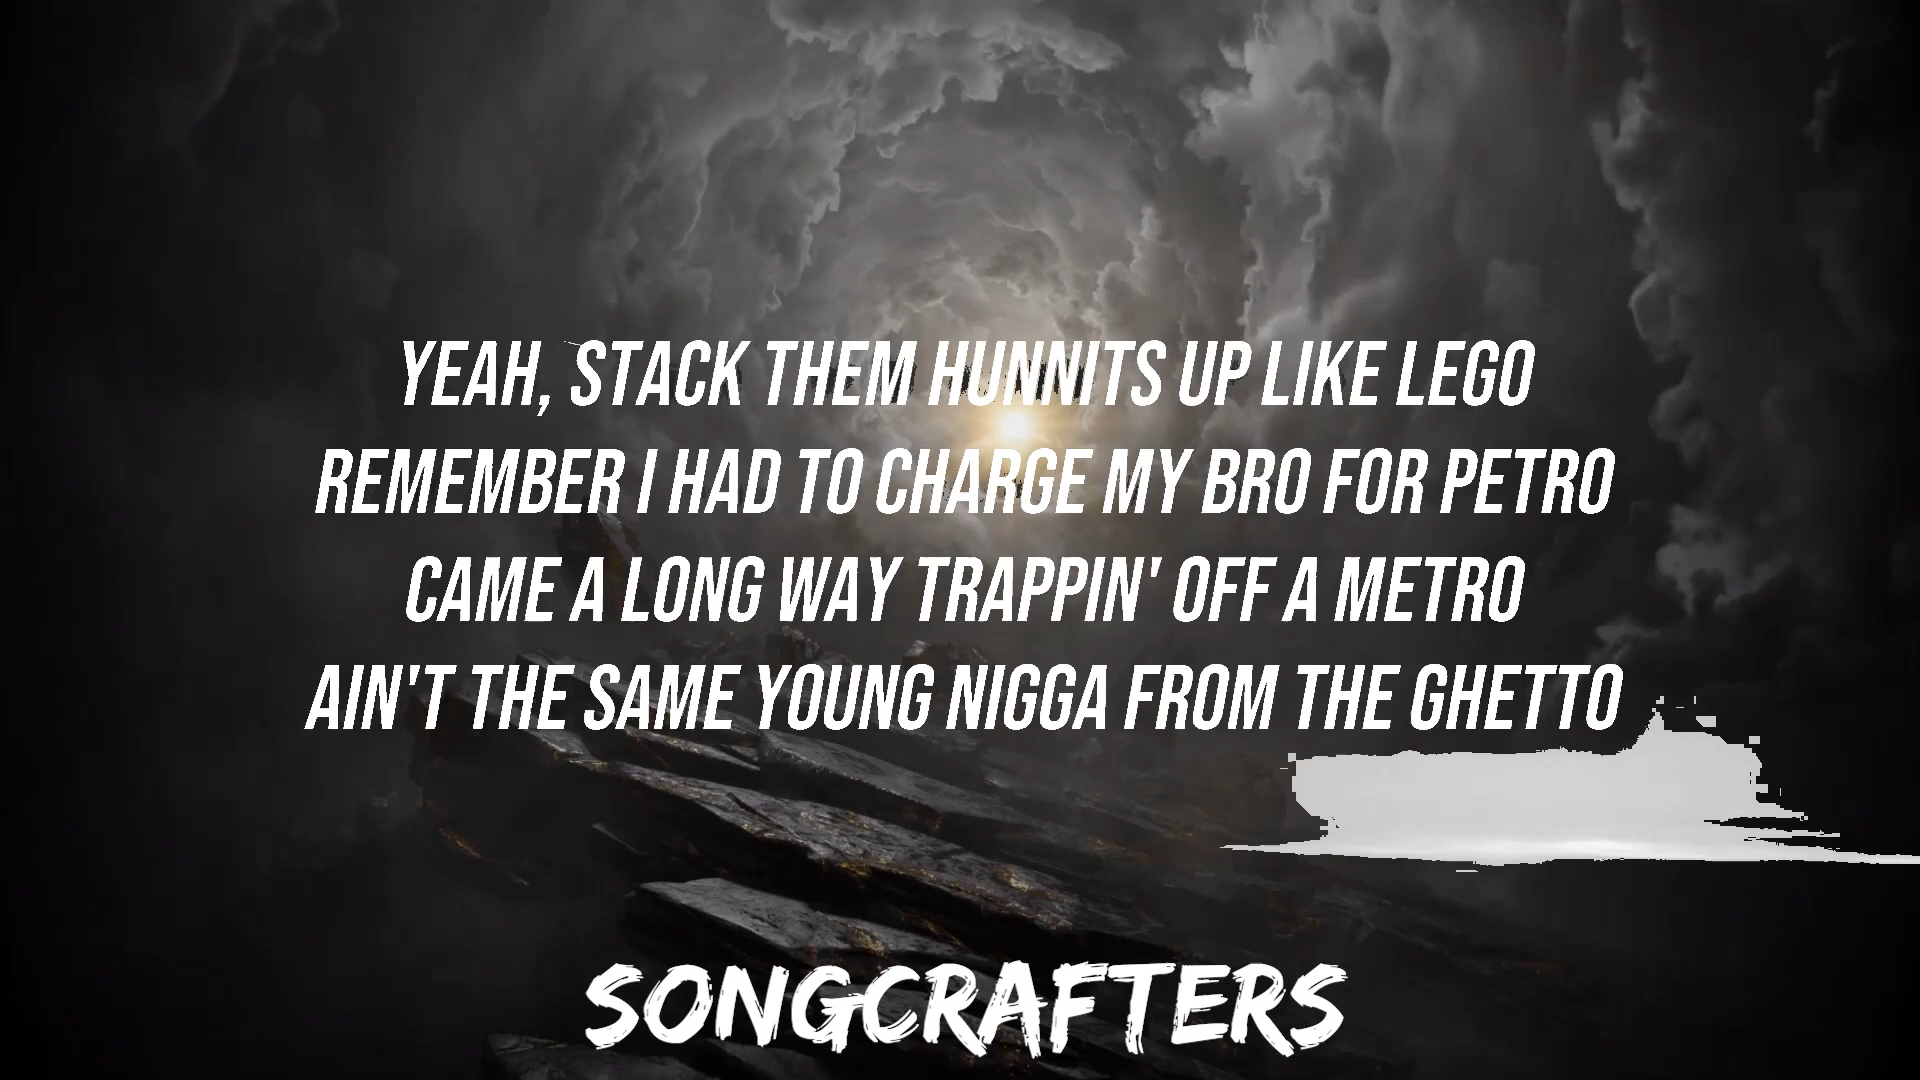 YEAH, STACK THEM HUNNITS UP LIKE LEGO
REMEMBER I HAD TO CHARGE MY BRO FOR PETRO
CAME A LONG WAY TRAPPIN' OFF A METRO
AIN'T THE SAME YOUNG NIGGA FROM THE GHETTO
SONGCRAFTERS